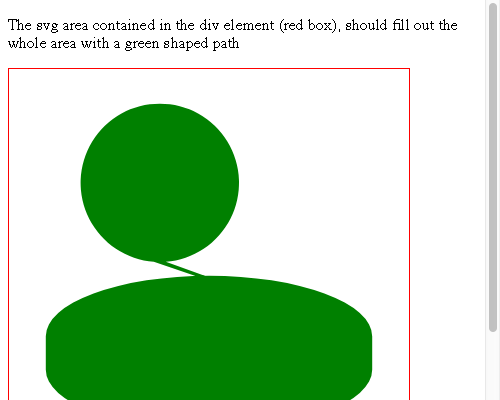 The svg area contained in the div element (red box), should fill out the
whole area with a green shaped path